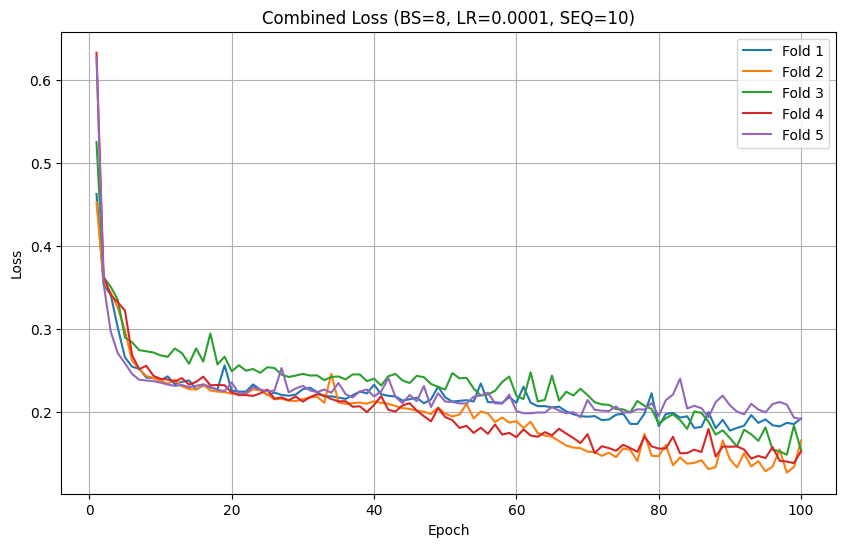 Combined Loss (BS=8, LR=0.0001, SEQ=10)
Fold 1
Fold 2
Fold 3
Fold 4
Fold 5
Loss
0.6
0.5
0.4
0.3
0.2
0
20
40
60
80
100
Epoch